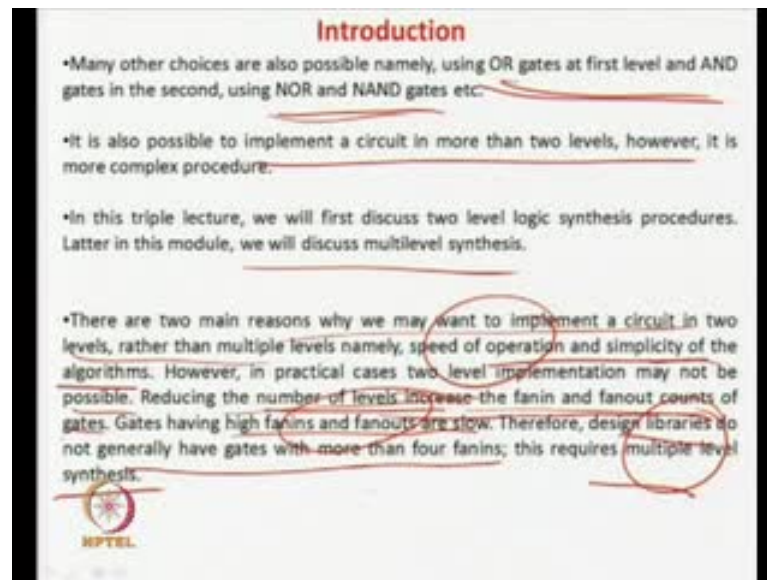 Introduction
•Many other choices are also possible namely, using OR gates at first level and AND
gates in the second, using NOR and NAND gates etc.
•It is also possible to implement a circuit in more than two levels, however, it is
more complex procedure.
•In this triple lecture, we will first discuss two level logic synthesis procedures.
Latter in this module, we will discuss multilevel synthesis.
•There are two main reasons why we may want to implement a circuit in two
levels, rather than multiple levels namely, speed of operation and simplicity of the
algorithms. However, in practical cases two level implementation may not be
possible. Reducing the number of levels increase the fanin and fanout counts of
gates. Gates having high fanins and fanouts are slow. Therefore, design libraries do
not generally have gates with more than four fanins; this requires multiple level
synthesis.
NPTEL